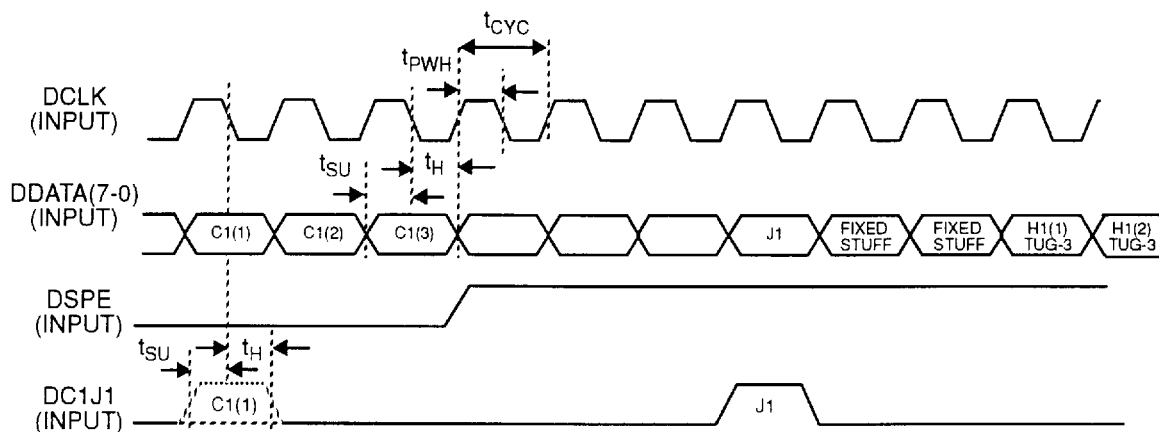 tCYC
tPWH
DCLK
(INPUT)
tSU
tH
DDATA(7-0)
(INPUT)
C1(1)
C1(2)
C1(3)
J1
FIXED
STUFF
FIXED
STUFF
H1(1)
TUG-3
H1(2)
TUG-3
DSPE
(INPUT)
tSU
tH
DC1J1
(INPUT)
C1(1)
J1